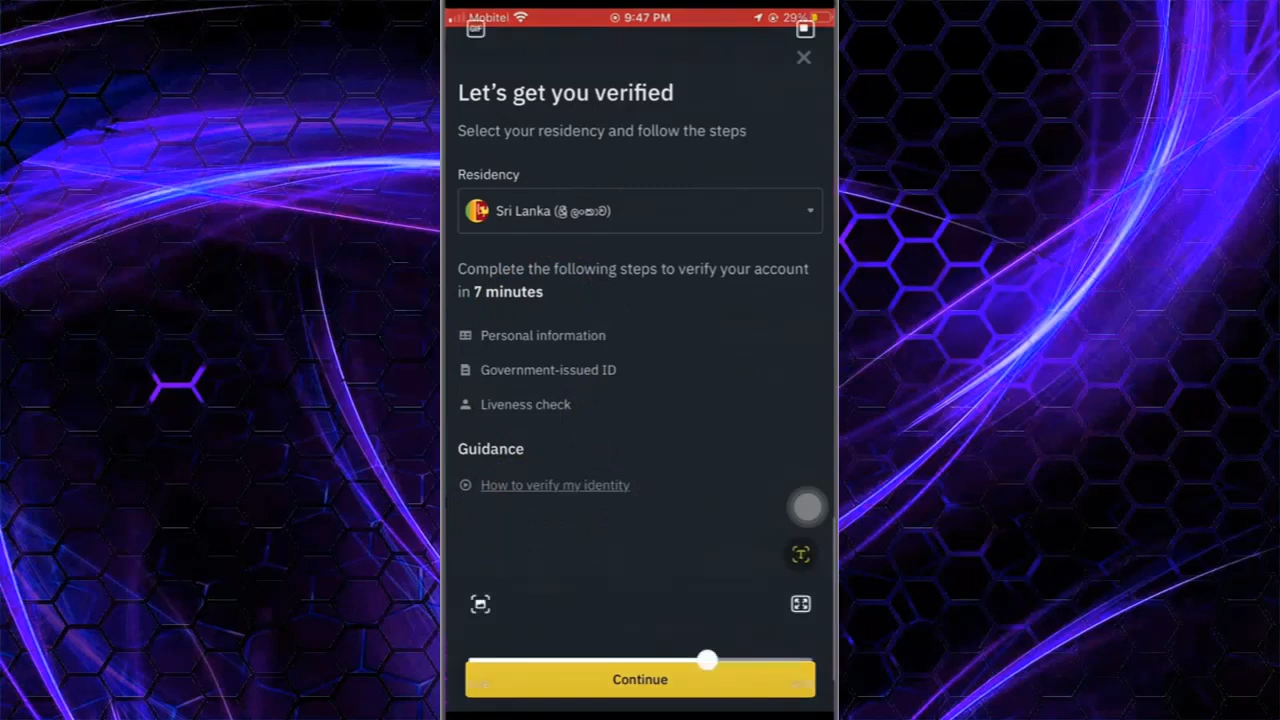 Mobitel 9:47 PM 29%
GIF
Let's get you verified
Select your residency and follow the steps
Residency
Sri Lanka (ශ්‍රී ලංකාව)
Complete the following steps to verify your account
in 7 minutes
Personal information
Government-issued ID
Liveness check
Guidance
How to verify my identity
T
Continue